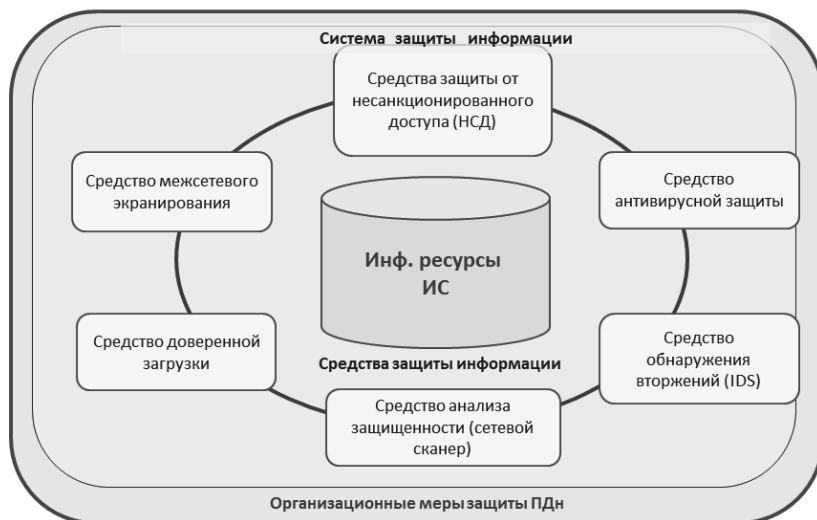 Система защиты информации
Средства защиты от
несанкционированного
доступа (НСД)
Средство межсетевого
экранирования
Средство
антивирусной защиты
Инф. ресурсы
ИС
Средство доверенной
загрузки
Средство
обнаружения
вторжений (IDS)
Средства защиты информации
Средство анализа
защищенности (сетевой
сканер)
Организационные меры защиты ПДн